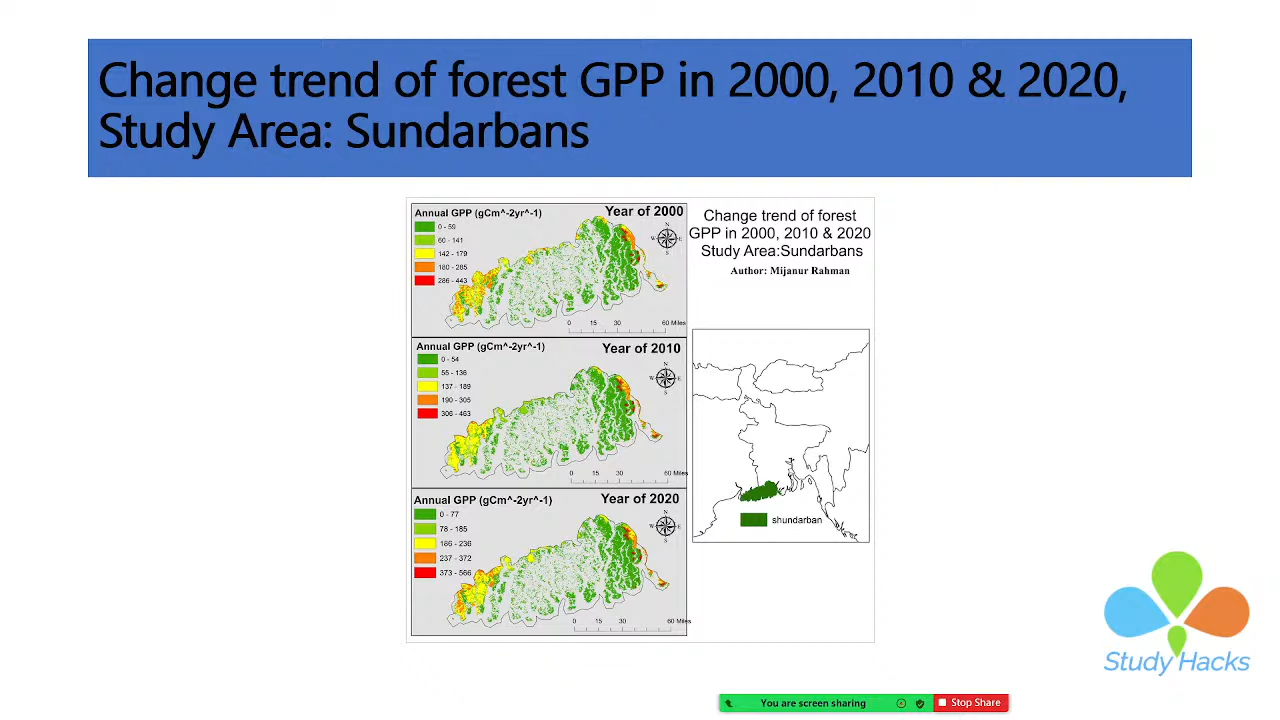 Change trend of forest GPP in 2000, 2010 & 2020,
Study Area: Sundarbans
Annual GPP (gCm^-2yr^-1)
Year of 2000
0 - 59
60 - 141
142 - 179
180 - 285
286 - 443
N
W E
S
0 15 30 60 Miles
Annual GPP (gCm^-2yr^-1)
Year of 2010
0 - 54
55 - 136
137 - 189
190 - 305
306 - 463
N
W E
S
0 15 30 60 Miles
Annual GPP (gCm^-2yr^-1)
Year of 2020
0 - 77
78 - 185
186 - 236
237 - 372
373 - 566
N
W E
S
0 15 30 60 Miles
Change trend of forest
GPP in 2000, 2010 & 2020
Study Area:Sundarbans
Author: Mijanur Rahman
shundarban
Study Hacks
You are screen sharing
Stop Share